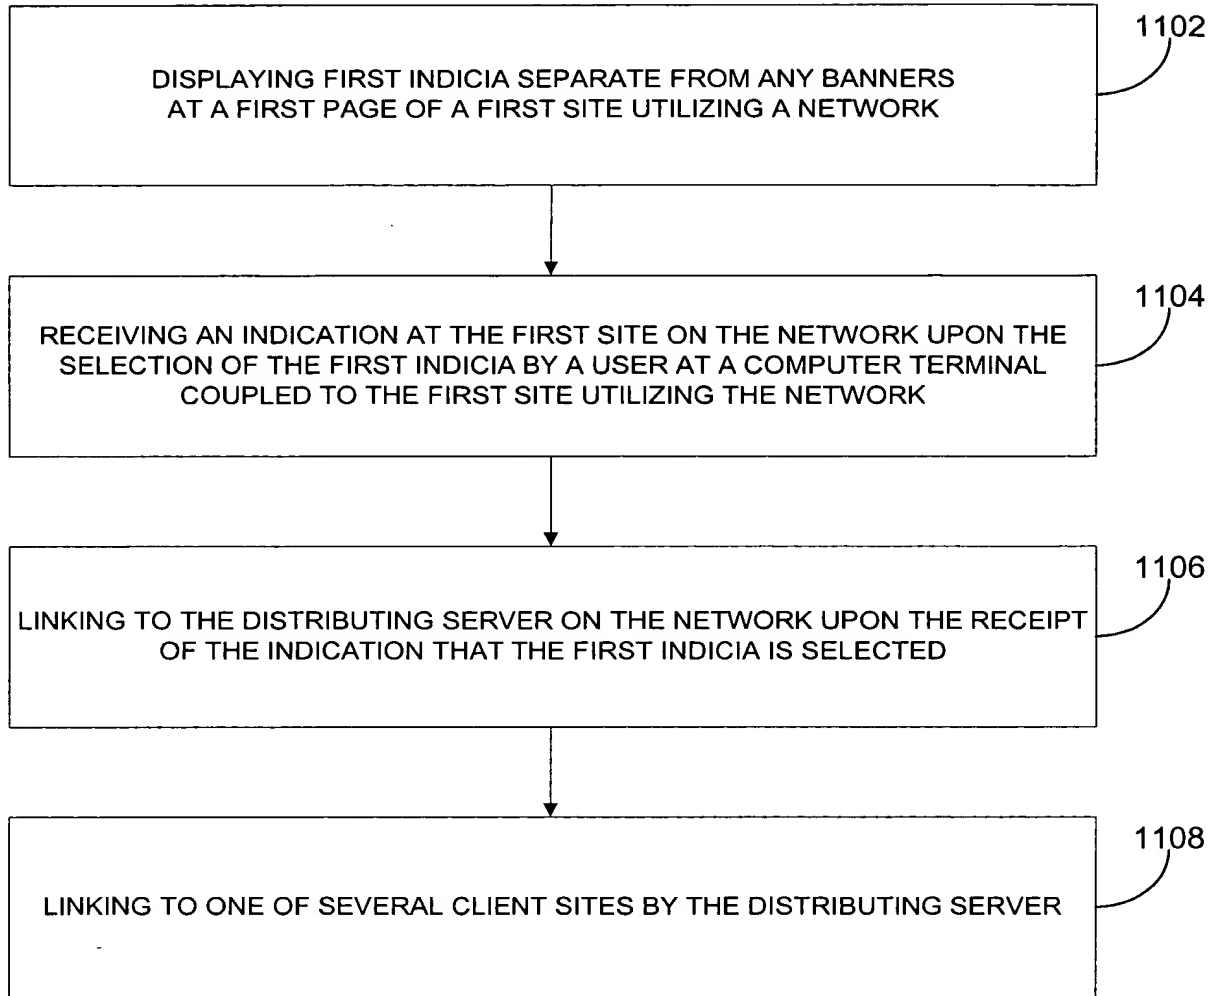 1102
DISPLAYING FIRST INDICIA SEPARATE FROM ANY BANNERS
AT A FIRST PAGE OF A FIRST SITE UTILIZING A NETWORK
1104
RECEIVING AN INDICATION AT THE FIRST SITE ON THE NETWORK UPON THE
SELECTION OF THE FIRST INDICIA BY A USER AT A COMPUTER TERMINAL
COUPLED TO THE FIRST SITE UTILIZING THE NETWORK
1106
LINKING TO THE DISTRIBUTING SERVER ON THE NETWORK UPON THE RECEIPT
OF THE INDICATION THAT THE FIRST INDICIA IS SELECTED
1108
LINKING TO ONE OF SEVERAL CLIENT SITES BY THE DISTRIBUTING SERVER